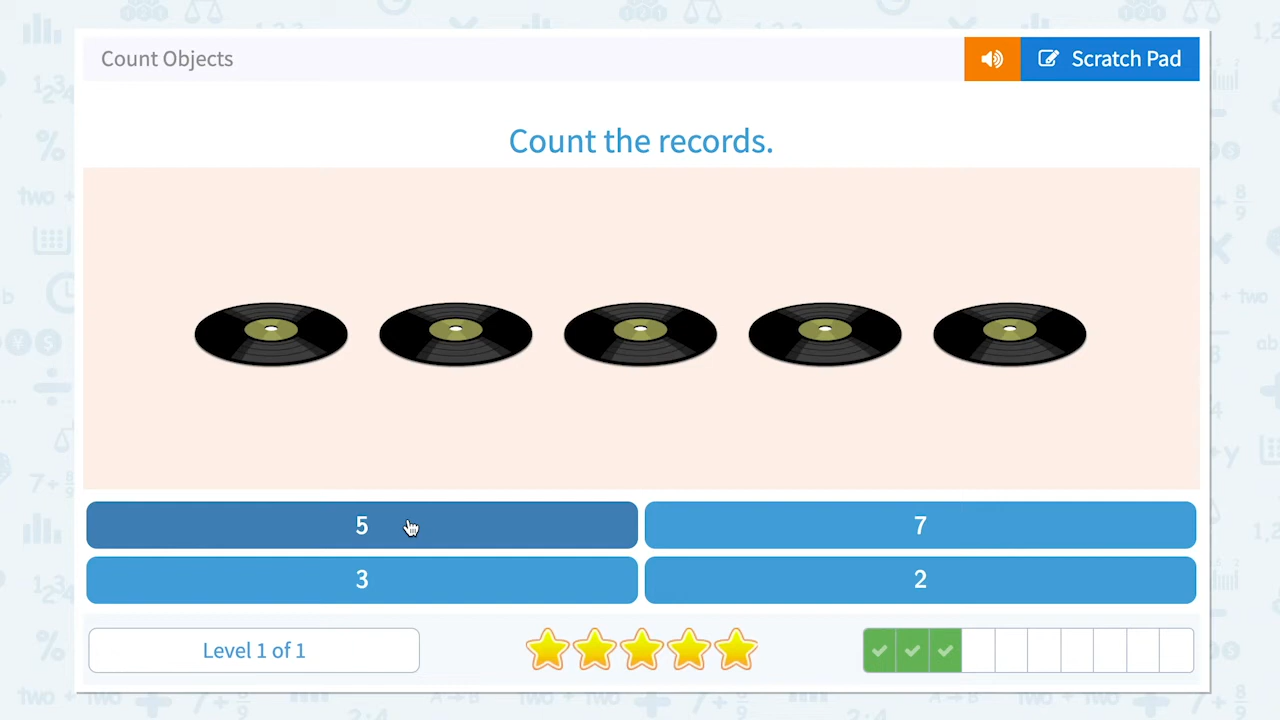 Count Objects
Scratch Pad
Count the records.
5
7
3
2
Level 1 of 1